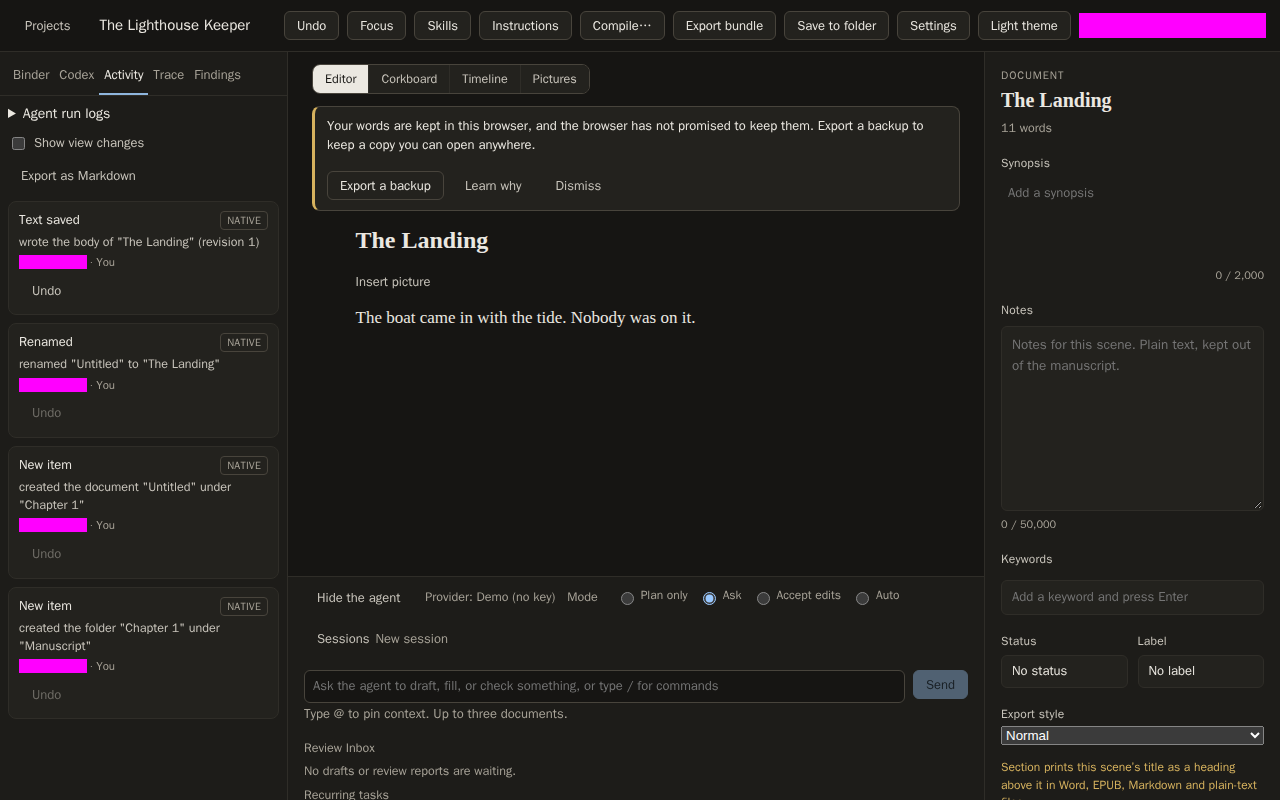 Projects
The Lighthouse Keeper
Undo
Focus
Skills
Instructions
Compile…
Export bundle
Save to folder
Settings
Light theme
Binder
Codex
Activity
Trace
Findings
Agent run logs
Show view changes
Export as Markdown
Text saved
NATIVE
wrote the body of "The Landing" (revision 1)
· You
Undo
Renamed
NATIVE
renamed "Untitled" to "The Landing"
· You
Undo
New item
NATIVE
created the document "Untitled" under
"Chapter 1"
· You
Undo
New item
NATIVE
created the folder "Chapter 1" under
"Manuscript"
· You
Undo
Editor
Corkboard
Timeline
Pictures
Your words are kept in this browser, and the browser has not promised to keep them. Export a backup to
keep a copy you can open anywhere.
Export a backup
Learn why
Dismiss
The Landing
Insert picture
The boat came in with the tide. Nobody was on it.
Hide the agent
Provider: Demo (no key)
Mode
Plan only
Ask
Accept edits
Auto
Sessions
New session
Ask the agent to draft, fill, or check something, or type / for commands
Send
Type @ to pin context. Up to three documents.
Review Inbox
No drafts or review reports are waiting.
Recurring tasks
DOCUMENT
The Landing
11 words
Synopsis
Add a synopsis
0 / 2,000
Notes
Notes for this scene. Plain text, kept out
of the manuscript.
0 / 50,000
Keywords
Add a keyword and press Enter
Status
Label
No status
No label
Export style
Normal
Section prints this scene's title as a heading
above it in Word, EPUB, Markdown and plain-text